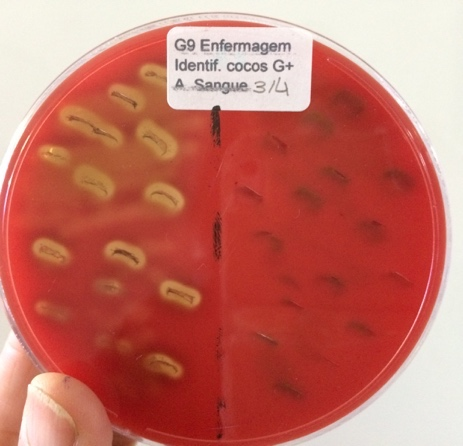 G9 Enfermagem
Identif. cocos G+
A. Sangue 3/4